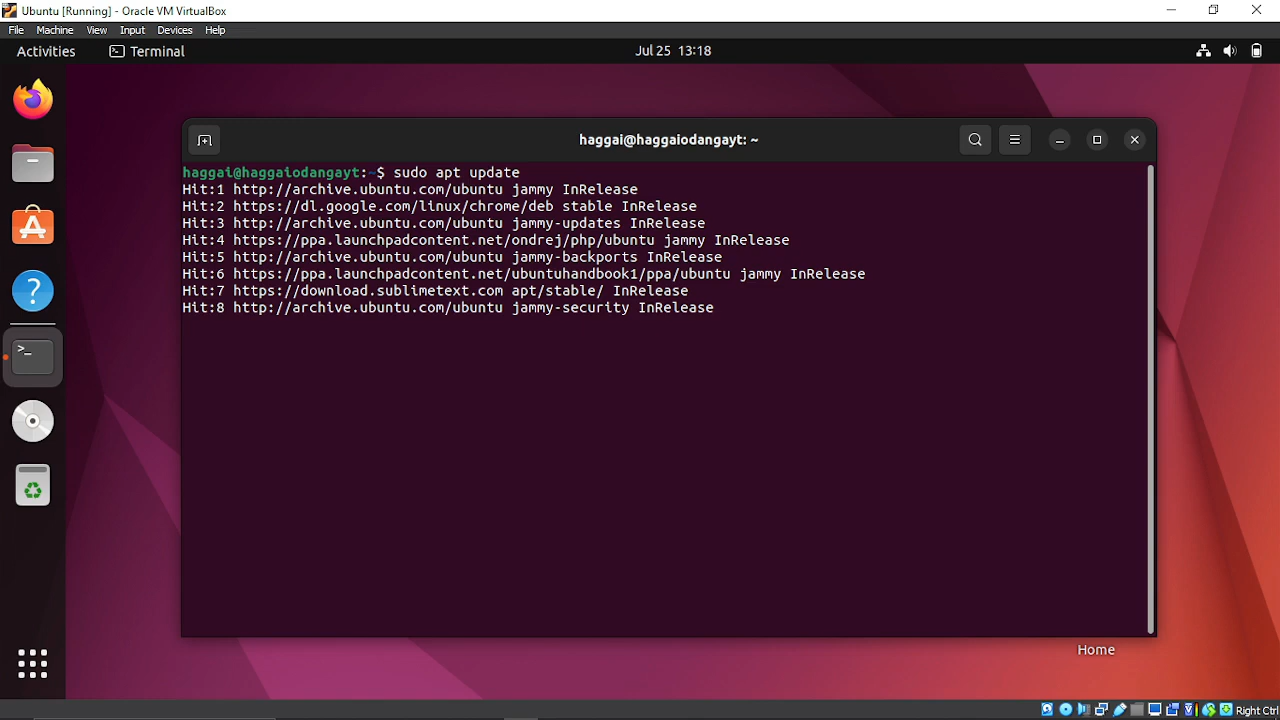 Ubuntu [Running] - Oracle VM VirtualBox
File Machine View Input Devices Help
Activities Terminal Jul 25 13:18
haggai@haggaiodangayt: ~
haggai@haggaiodangayt:~$ sudo apt update
Hit:1 http://archive.ubuntu.com/ubuntu jammy InRelease
Hit:2 https://dl.google.com/linux/chrome/deb stable InRelease
Hit:3 http://archive.ubuntu.com/ubuntu jammy-updates InRelease
Hit:4 https://ppa.launchpadcontent.net/ondrej/php/ubuntu jammy InRelease
Hit:5 http://archive.ubuntu.com/ubuntu jammy-backports InRelease
Hit:6 https://ppa.launchpadcontent.net/ubuntuhandbook1/ppa/ubuntu jammy InRelease
Hit:7 https://download.sublimetext.com apt/stable/ InRelease
Hit:8 http://archive.ubuntu.com/ubuntu jammy-security InRelease
Home
Right Ctrl